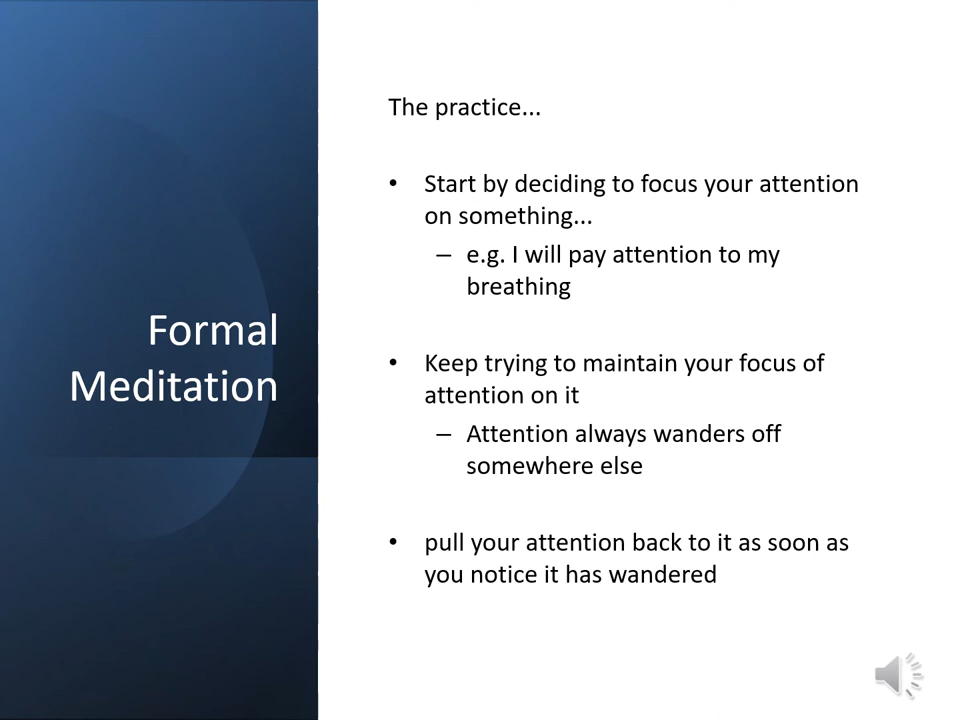 Formal
Meditation
The practice...
• Start by deciding to focus your attention
on something...
– e.g. I will pay attention to my
breathing
• Keep trying to maintain your focus of
attention on it
– Attention always wanders off
somewhere else
• pull your attention back to it as soon as
you notice it has wandered